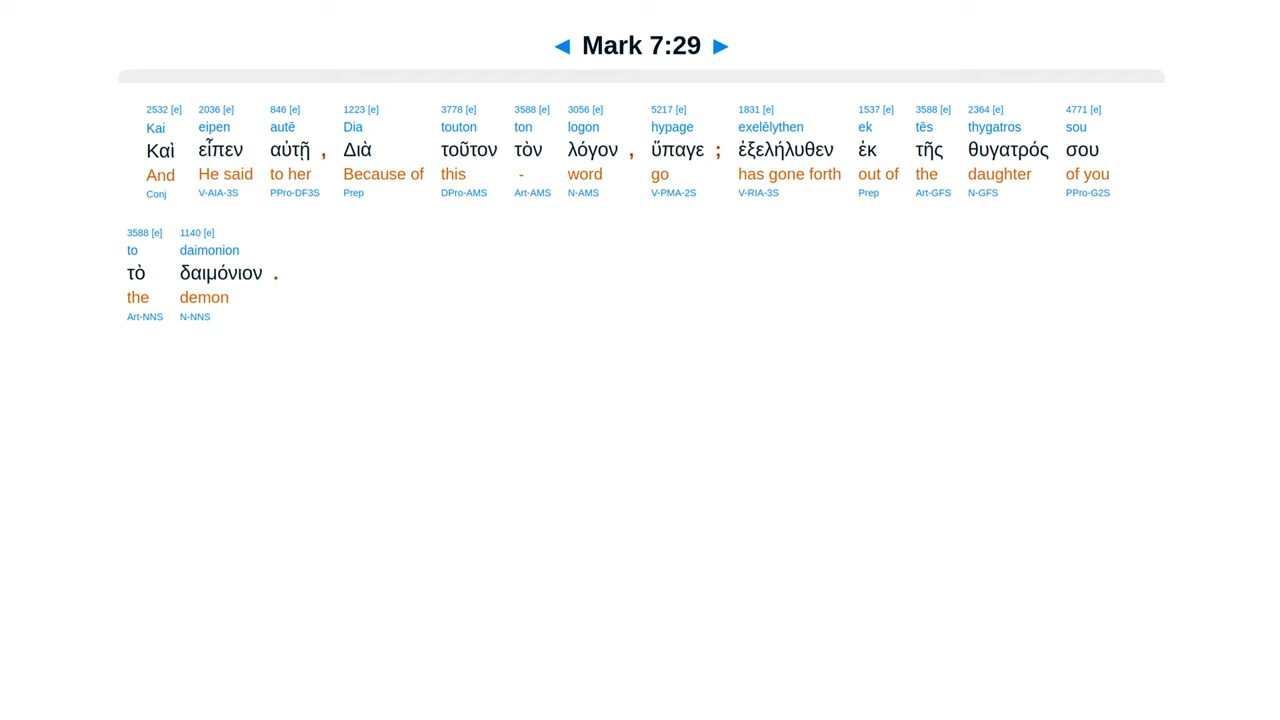 ◄ Mark 7:29 ►
2532 [e] 2036 [e] 846 [e] 1223 [e] 3778 [e] 3588 [e] 3056 [e] 5217 [e] 1831 [e] 1537 [e] 3588 [e] 2364 [e] 4771 [e]
Kai eipen autē Dia touton ton logon hypage exelēlythen ek tēs thygatros sou
Καὶ εἶπεν αὐτῇ , Διὰ τοῦτον τὸν λόγον , ὕπαγε ; ἐξελήλυθεν ἐκ τῆς θυγατρός σου
And He said to her Because of this - word go has gone forth out of the daughter of you
Conj V-AIA-3S PPro-DF3S Prep DPro-AMS Art-AMS N-AMS V-PMA-2S V-RIA-3S Prep Art-GFS N-GFS PPro-G2S
3588 [e] 1140 [e]
to daimonion
τὸ δαιμόνιον .
the demon
Art-NNS N-NNS